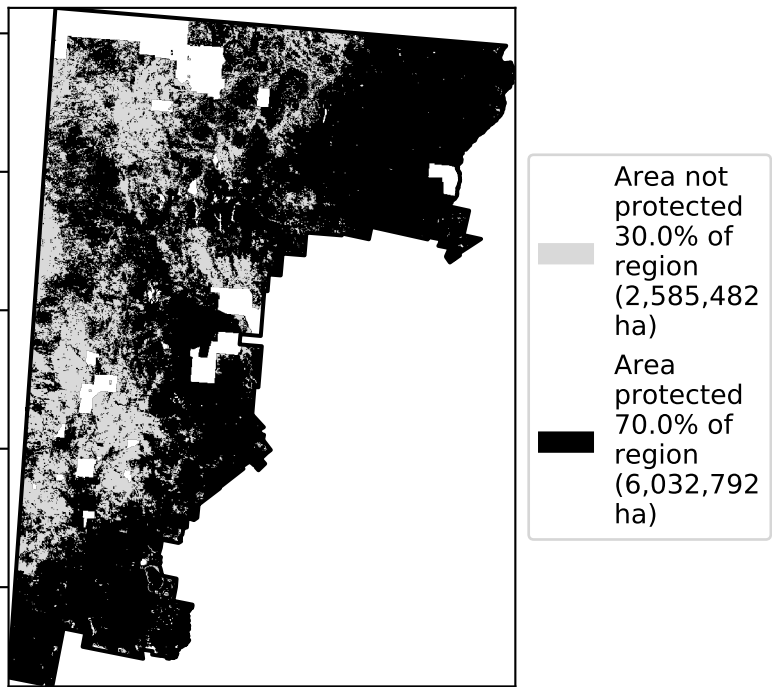 Area not
protected
30.0% of
region
(2,585,482
ha)
Area
protected
70.0% of
region
(6,032,792
ha)